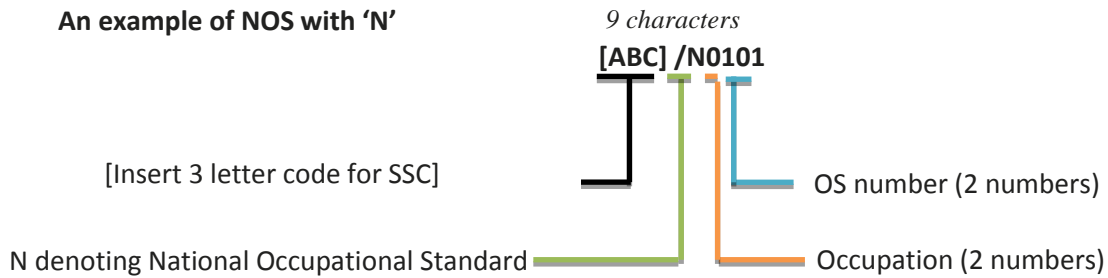 An example of NOS with ‘N’
9 characters
[ABC] /N0101
[Insert 3 letter code for SSC]
OS number (2 numbers)
N denoting National Occupational Standard
Occupation (2 numbers)